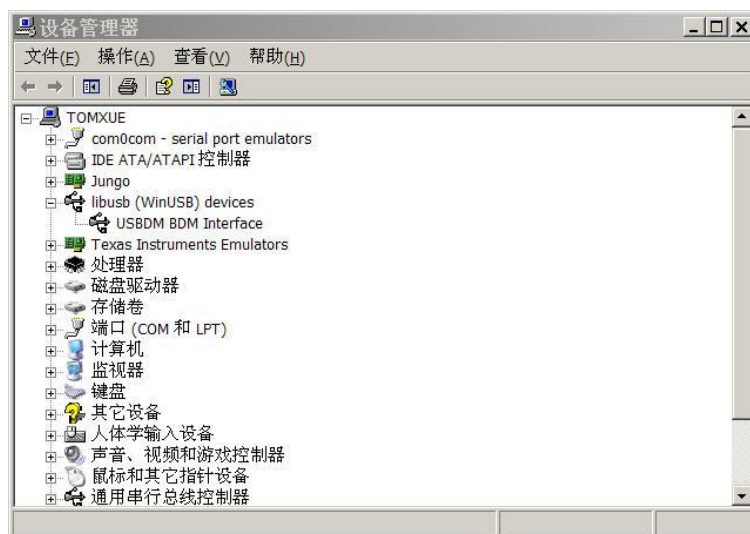 设备管理器
文件(F) 操作(A) 查看(V) 帮助(H)
TOMXUE
com0com - serial port emulators
IDE ATA/ATAPI 控制器
Jungo
libusb (WinUSB) devices
USBDM BDM Interface
Texas Instruments Emulators
处理器
磁盘驱动器
存储卷
端口 (COM 和 LPT)
计算机
监视器
键盘
其它设备
人体学输入设备
声音、视频和游戏控制器
鼠标和其它指针设备
通用串行总线控制器